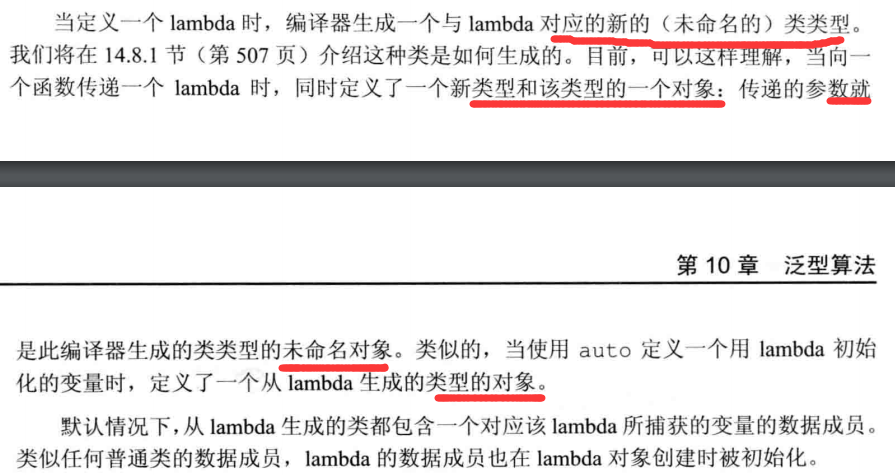 当定义一个 lambda 时，编译器生成一个与 lambda 对应的新的（未命名的）类类型。
我们将在 14.8.1 节（第 507 页）介绍这种类是如何生成的。目前，可以这样理解，当向一
个函数传递一个 lambda 时，同时定义了一个新类型和该类型的一个对象：传递的参数就
第 10 章 泛型算法
是此编译器生成的类类型的未命名对象。类似的，当使用 auto 定义一个用 lambda 初始
化的变量时，定义了一个从 lambda 生成的类型的对象。
默认情况下，从 lambda 生成的类都包含一个对应该 lambda 所捕获的变量的数据成员。
类似任何普通类的数据成员，lambda 的数据成员也在 lambda 对象创建时被初始化。